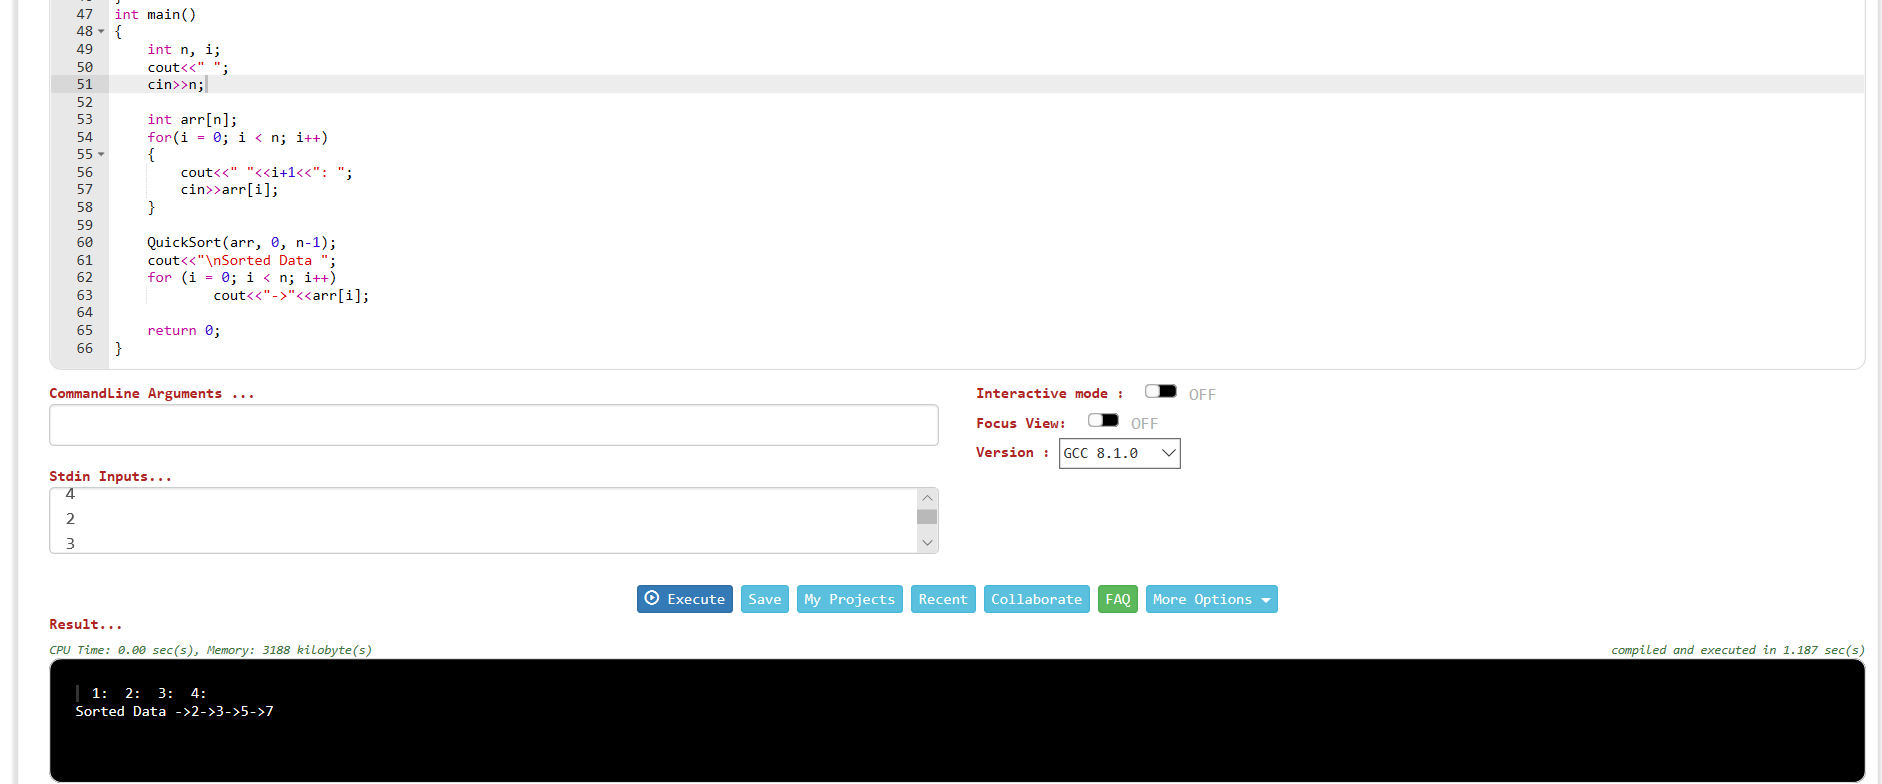 47 int main()
48 {
49 int n, i;
50 cout<<" ";
51 cin>>n;
52
53 int arr[n];
54 for(i = 0; i < n; i++)
55 {
56 cout<<" "<<i+1<<": ";
57 cin>>arr[i];
58 }
59
60 QuickSort(arr, 0, n-1);
61 cout<<"\nSorted Data ";
62 for (i = 0; i < n; i++)
63 cout<<"->"<<arr[i];
64
65 return 0;
66 }
CommandLine Arguments ...
Interactive mode : OFF
Focus View: OFF
Version : GCC 8.1.0
Stdin Inputs...
4
2
3
Execute Save My Projects Recent Collaborate FAQ More Options
Result...
CPU Time: 0.00 sec(s), Memory: 3188 kilobyte(s) compiled and executed in 1.187 sec(s)
1: 2: 3: 4:
Sorted Data ->2->3->5->7